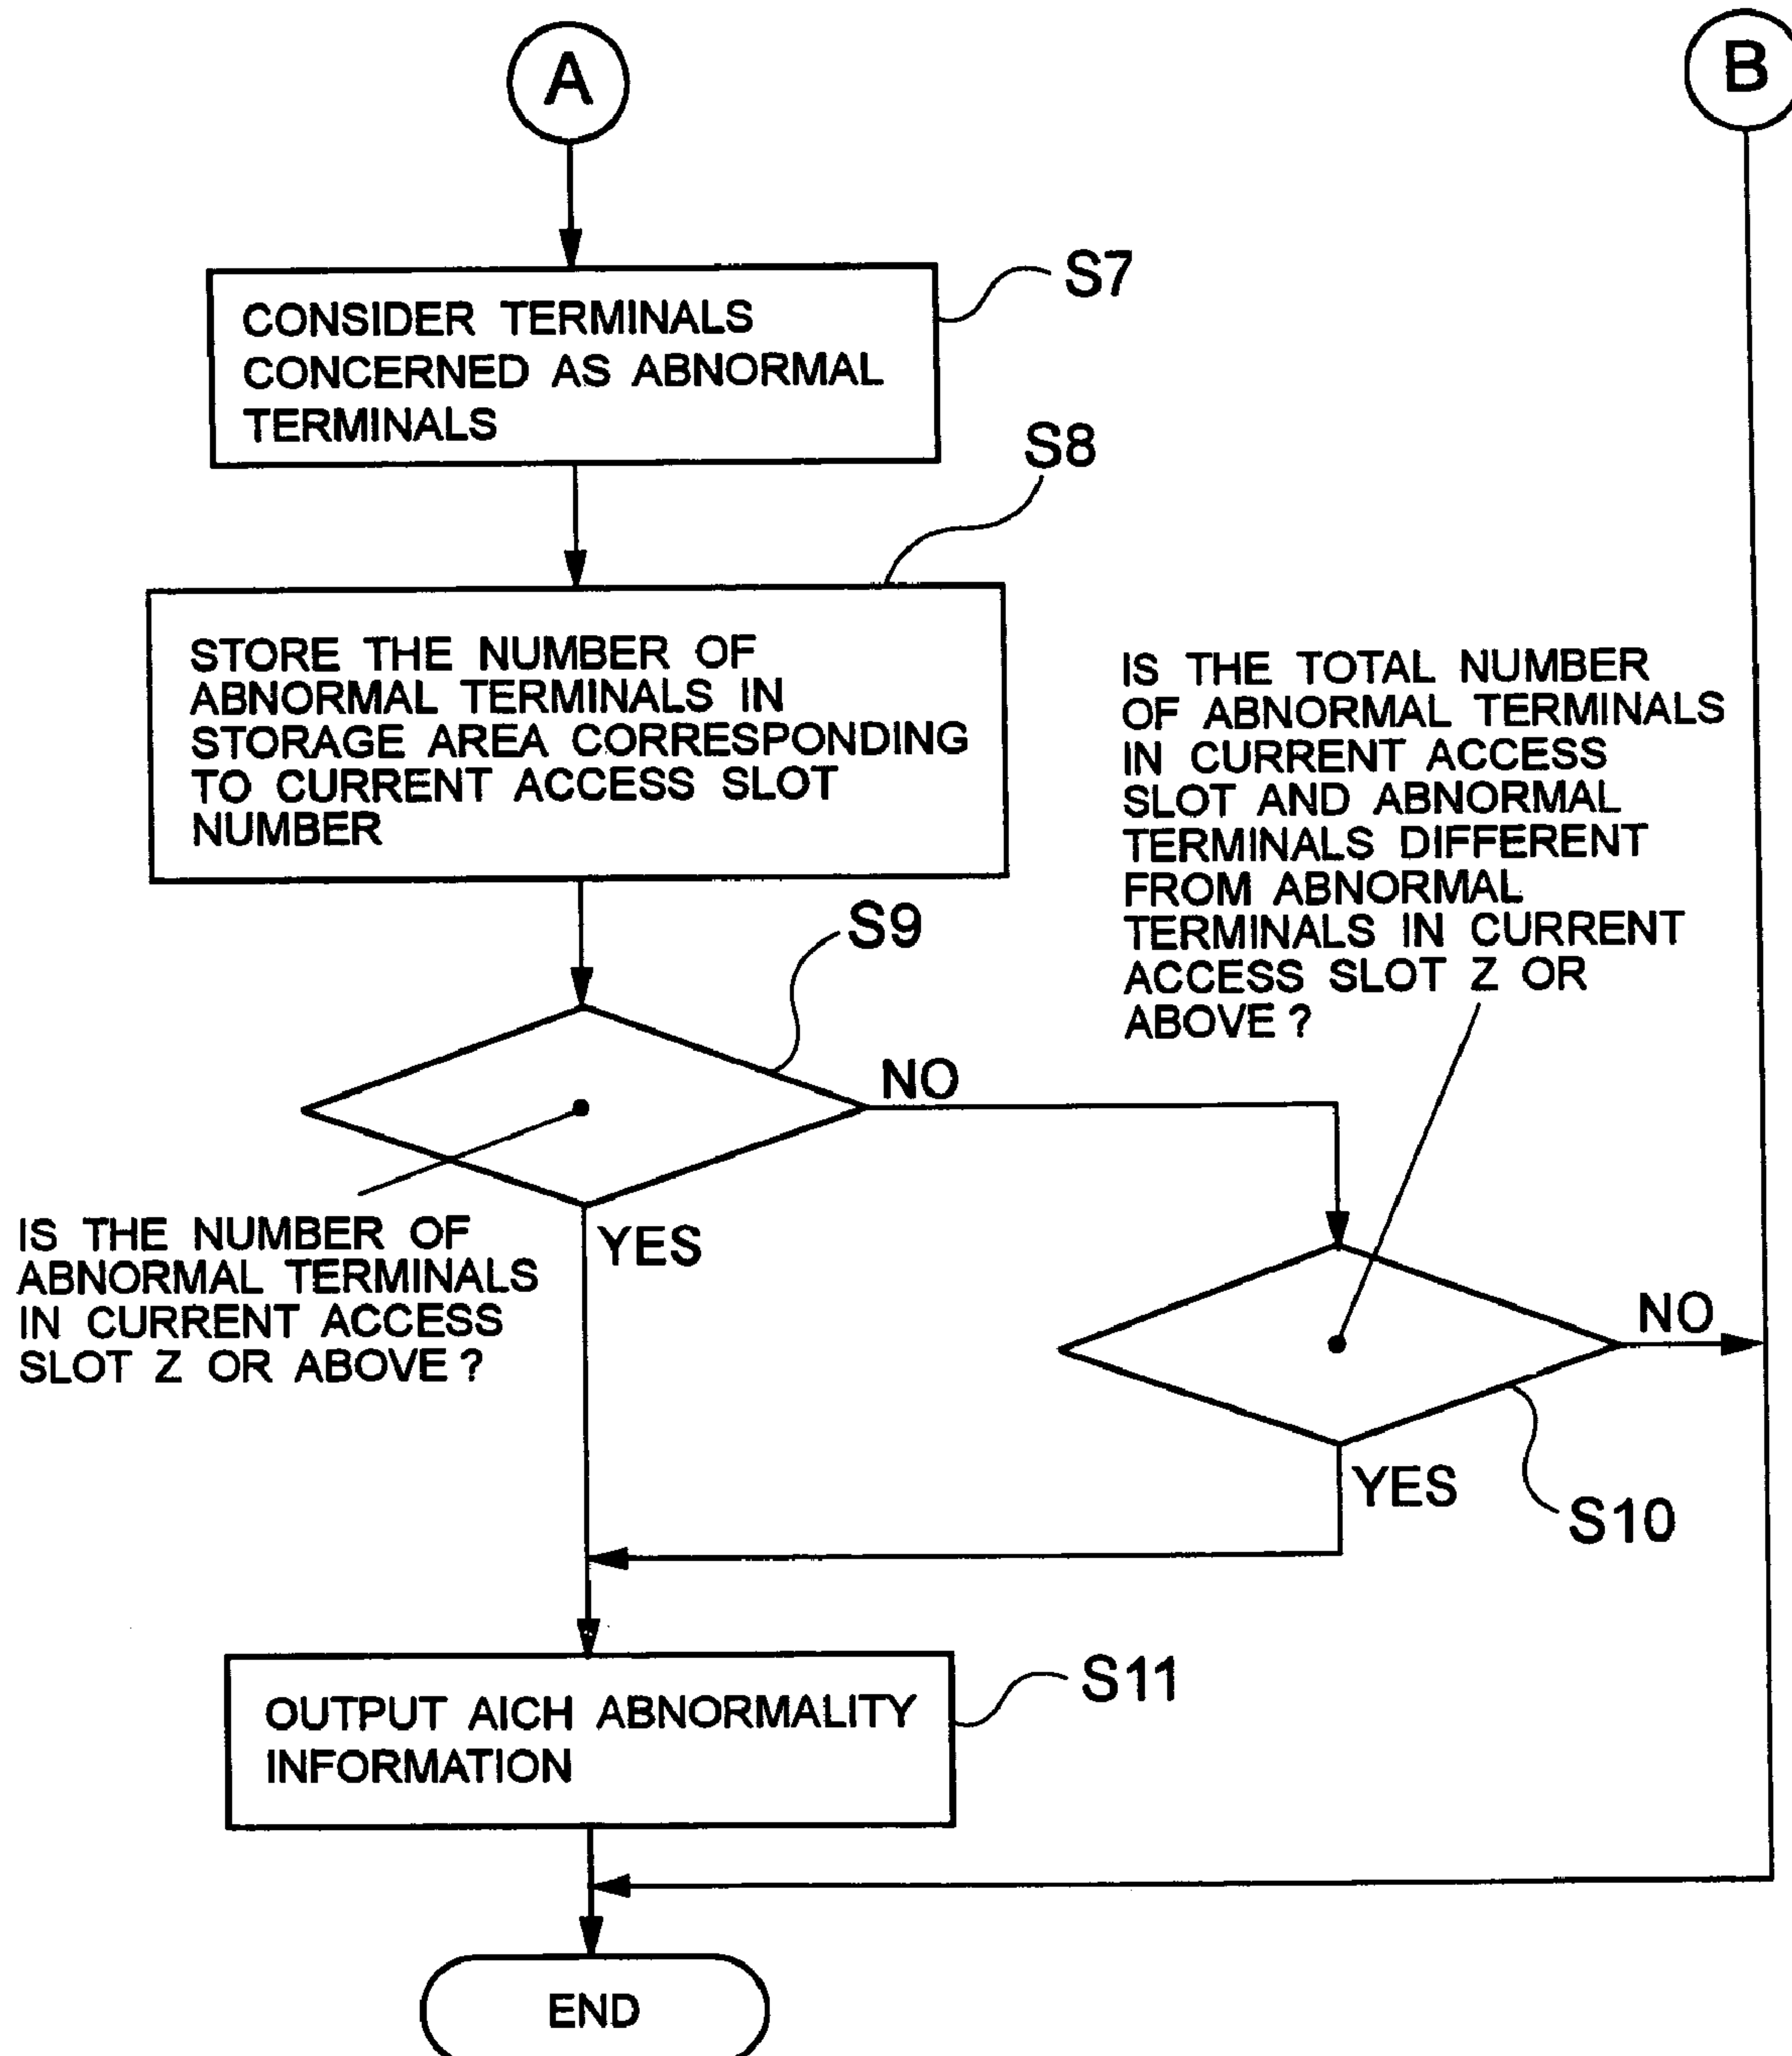 A
B
S7
CONSIDER TERMINALS
CONCERNED AS ABNORMAL
TERMINALS
S8
STORE THE NUMBER OF
ABNORMAL TERMINALS IN
STORAGE AREA CORRESPONDING
TO CURRENT ACCESS SLOT
NUMBER
IS THE TOTAL NUMBER
OF ABNORMAL TERMINALS
IN CURRENT ACCESS
SLOT AND ABNORMAL
TERMINALS DIFFERENT
FROM ABNORMAL
TERMINALS IN CURRENT
ACCESS SLOT Z OR
ABOVE ?
S9
NO
IS THE NUMBER OF
ABNORMAL TERMINALS
IN CURRENT ACCESS
SLOT Z OR ABOVE ?
YES
NO
YES
S10
S11
OUTPUT AICH ABNORMALITY
INFORMATION
END